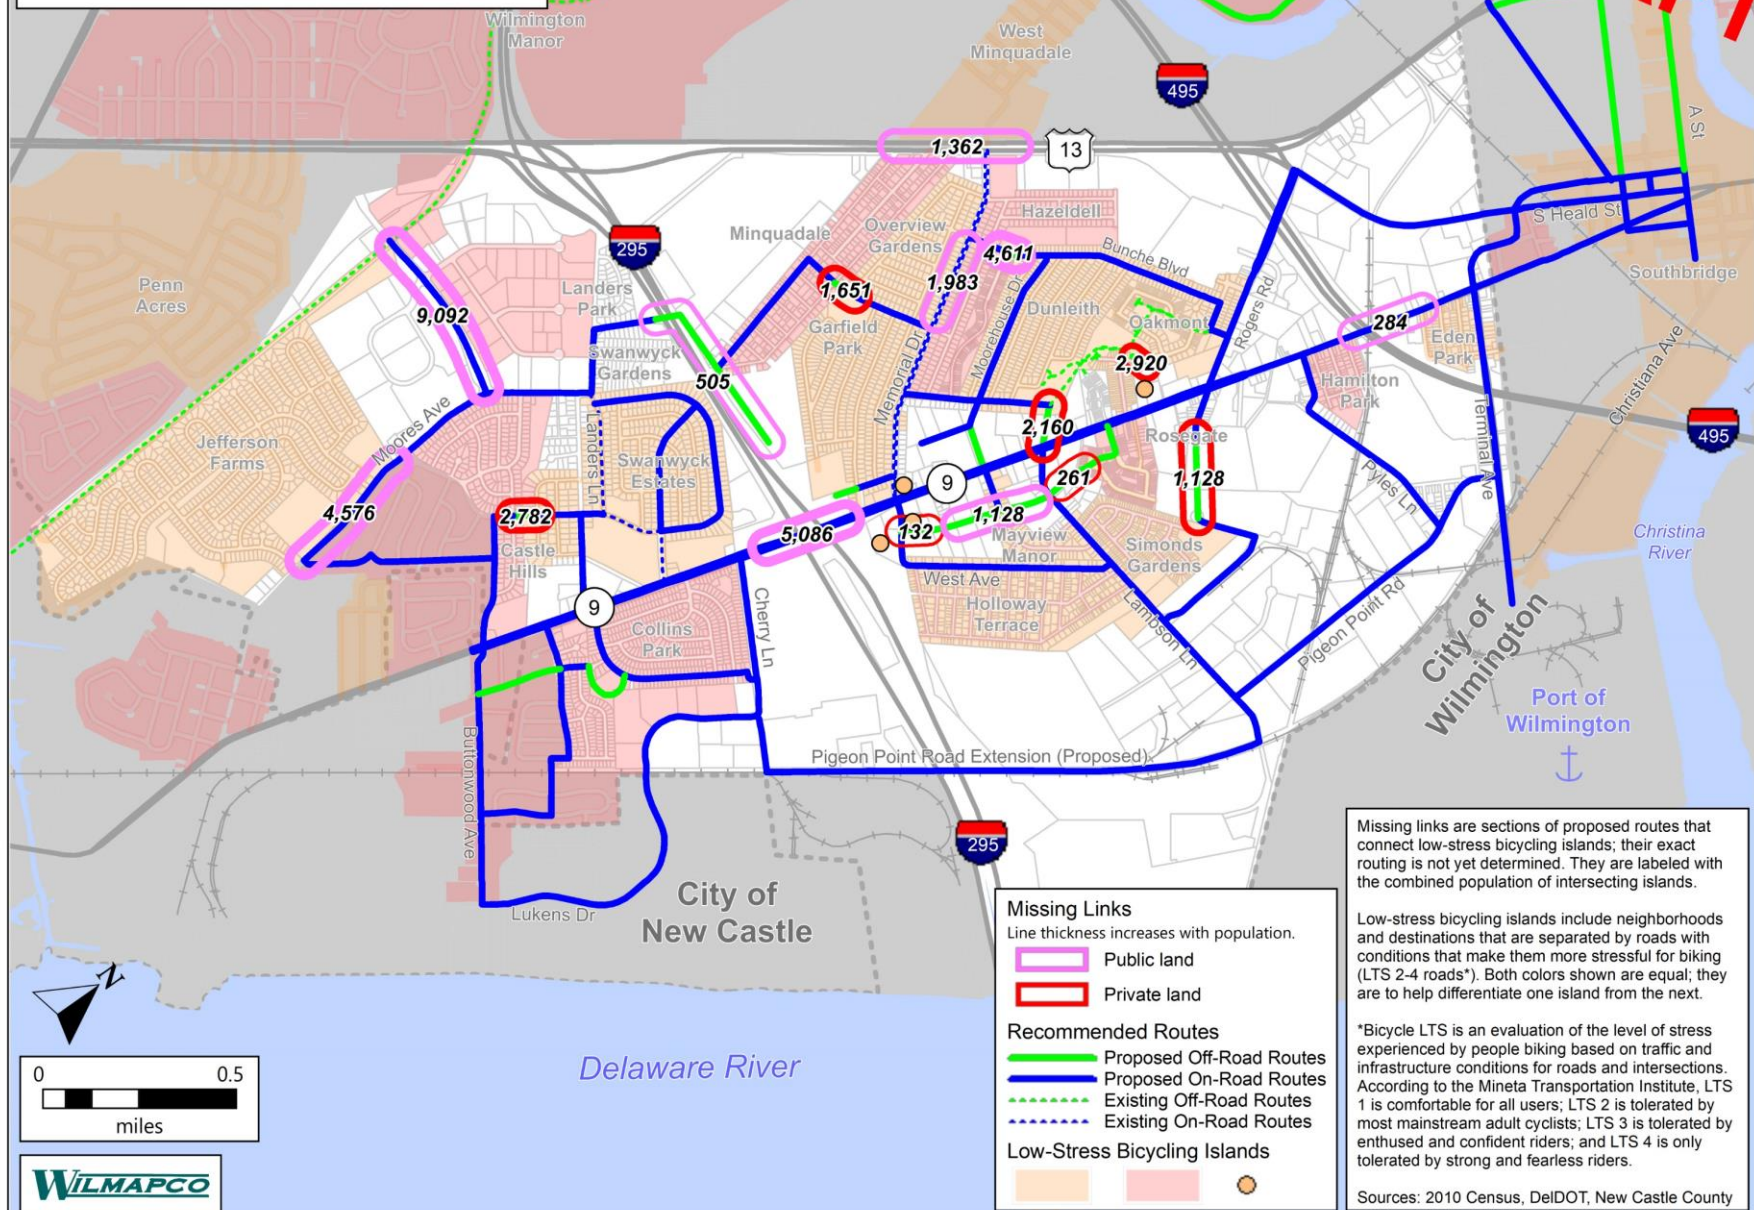 Wilmington
Manor
West
Minquadale
495
A St
1,362
13
S Heald St
Overview
Gardens
Hazeldell
Minquadale
295
Bunche Blvd
4,611
Southbridge
Penn
Acres
Landers
Park
1,651
1,983
Moorehouse Dr
Dunleith
Oakmont
Rogers Rd
9,092
284
Eden
Park
Garfield
Park
Swanwyck
Gardens
505
Memorial Dr
2,920
Hamilton
Park
Christiana Ave
Terminal Ave
495
Moores Ave
Jefferson
Farms
Landers Ln
Swanwyck
Estates
2,160
Rosegate
9
261
1,128
Pyles Ln
4,576
2,782
5,086
132
1,128
Mayview
Manor
Simonds
Gardens
Christina
River
Castle
Hills
West Ave
Holloway
Terrace
Lambson Ln
Pigeon Point Rd
9
Cherry Ln
Collins
Park
City of
Wilmington
Port of
Wilmington
Buttonwood Ave
Pigeon Point Road Extension (Proposed)
295
City of
New Castle
Lukens Dr
N
Delaware River
0 0.5
miles
WILMAPCO
Missing Links
Line thickness increases with population.
Public land
Private land
Recommended Routes
Proposed Off-Road Routes
Proposed On-Road Routes
Existing Off-Road Routes
Existing On-Road Routes
Low-Stress Bicycling Islands
Missing links are sections of proposed routes that
connect low-stress bicycling islands; their exact
routing is not yet determined. They are labeled with
the combined population of intersecting islands.
Low-stress bicycling islands include neighborhoods
and destinations that are separated by roads with
conditions that make them more stressful for biking
(LTS 2-4 roads*). Both colors shown are equal; they
are to help differentiate one island from the next.
*Bicycle LTS is an evaluation of the level of stress
experienced by people biking based on traffic and
infrastructure conditions for roads and intersections.
According to the Mineta Transportation Institute, LTS
1 is comfortable for all users; LTS 2 is tolerated by
most mainstream adult cyclists; LTS 3 is tolerated by
enthused and confident riders; and LTS 4 is only
tolerated by strong and fearless riders.
Sources: 2010 Census, DelDOT, New Castle County